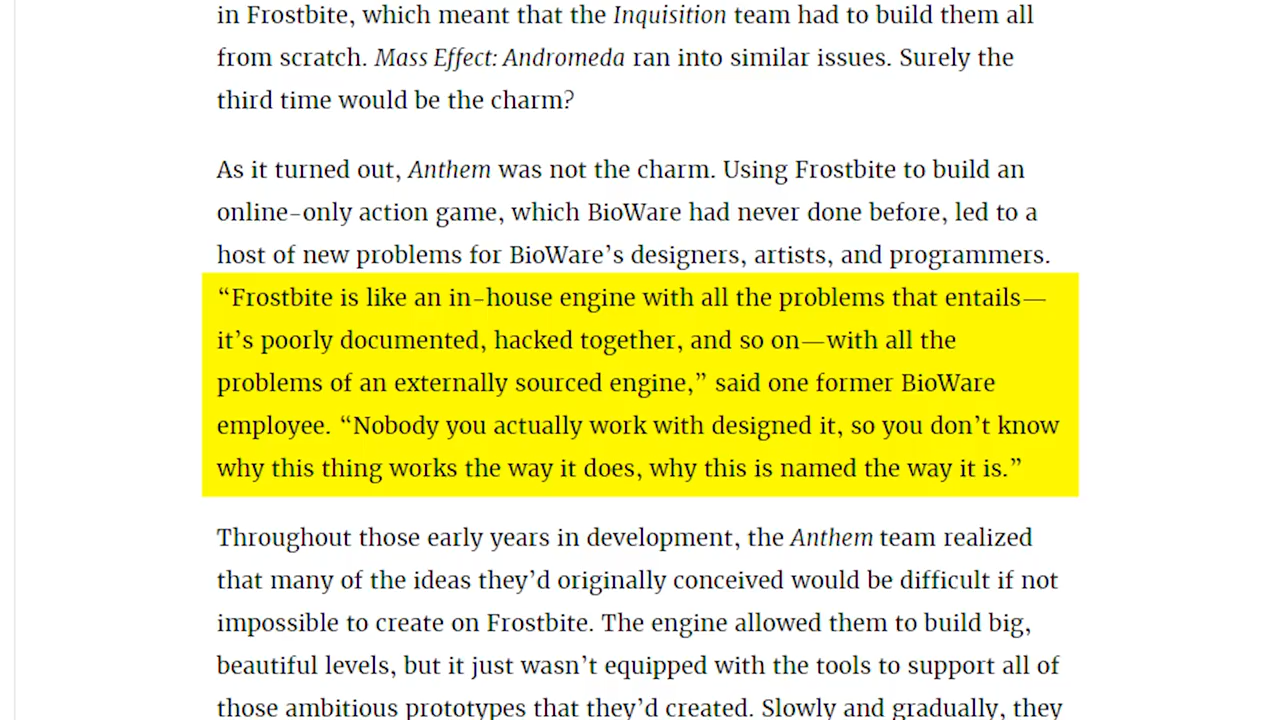 in Frostbite, which meant that the Inquisition team had to build them all
from scratch. Mass Effect: Andromeda ran into similar issues. Surely the
third time would be the charm?
As it turned out, Anthem was not the charm. Using Frostbite to build an
online-only action game, which BioWare had never done before, led to a
host of new problems for BioWare’s designers, artists, and programmers.
“Frostbite is like an in-house engine with all the problems that entails—
it’s poorly documented, hacked together, and so on—with all the
problems of an externally sourced engine,” said one former BioWare
employee. “Nobody you actually work with designed it, so you don’t know
why this thing works the way it does, why this is named the way it is.”
Throughout those early years in development, the Anthem team realized
that many of the ideas they’d originally conceived would be difficult if not
impossible to create on Frostbite. The engine allowed them to build big,
beautiful levels, but it just wasn’t equipped with the tools to support all of
those ambitious prototypes that they’d created. Slowly and gradually, they